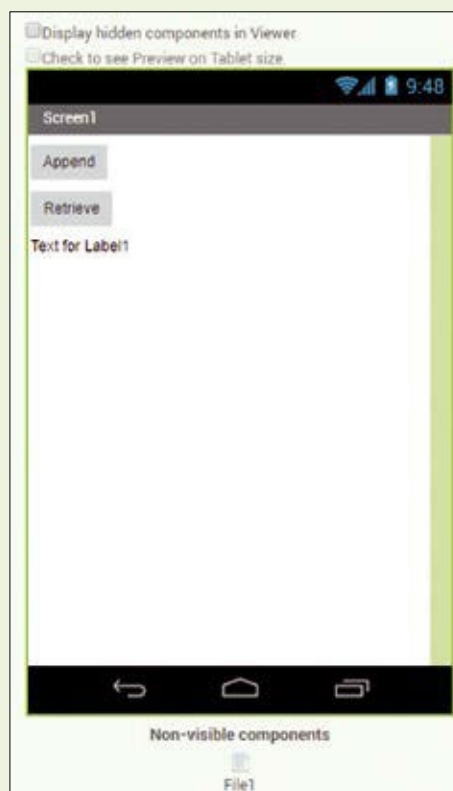 Display hidden components in Viewer
Check to see Preview on Tablet size.
9:48
Screen1
Append
Retrieve
Text for Label1
Non-visible components
File1